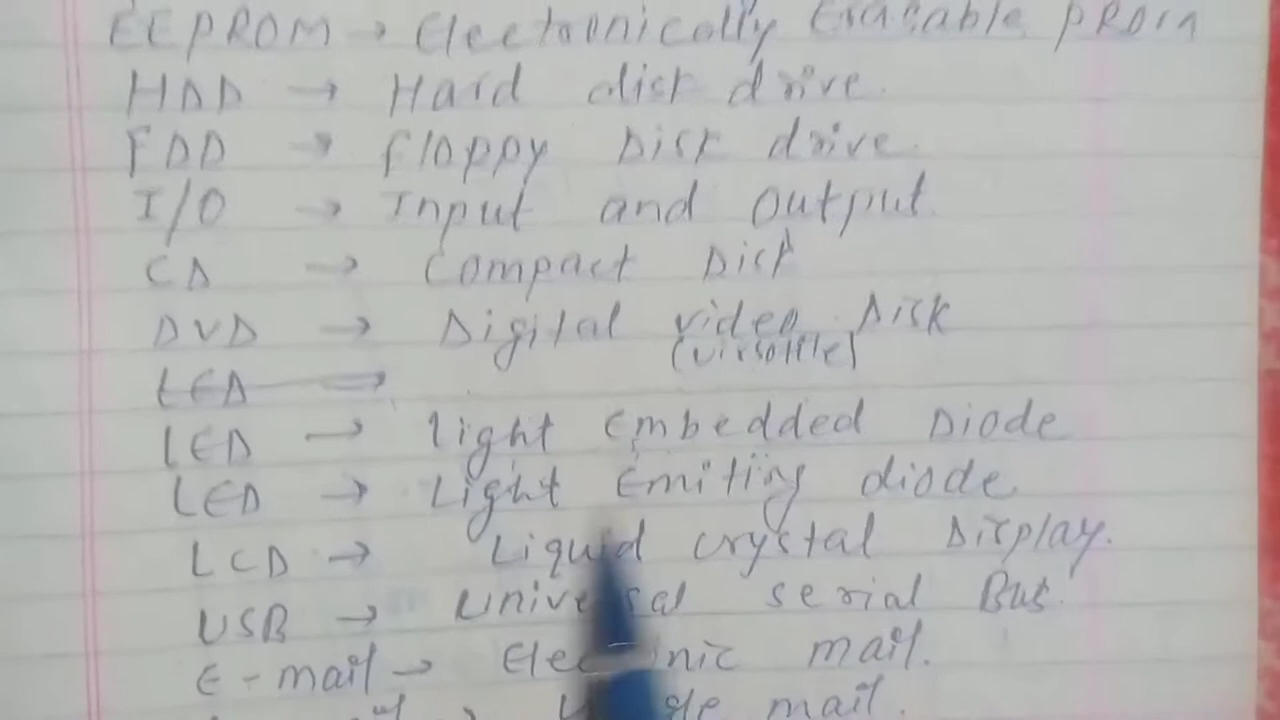 EEPROM → Electronically Erasable PROM
HDD → Hard disk drive.
FDD → Floppy Disk drive.
I/O → Input and output.
CD → Compact Disk
DVD → Digital video Disk
(virsatile)
LED →
LED → Light Embedded Diode
LED → Light Emiting diode
LCD → Liquid crystal Display.
USB → Universal serial Bus.
E-mail → Electronic mail.
mail.